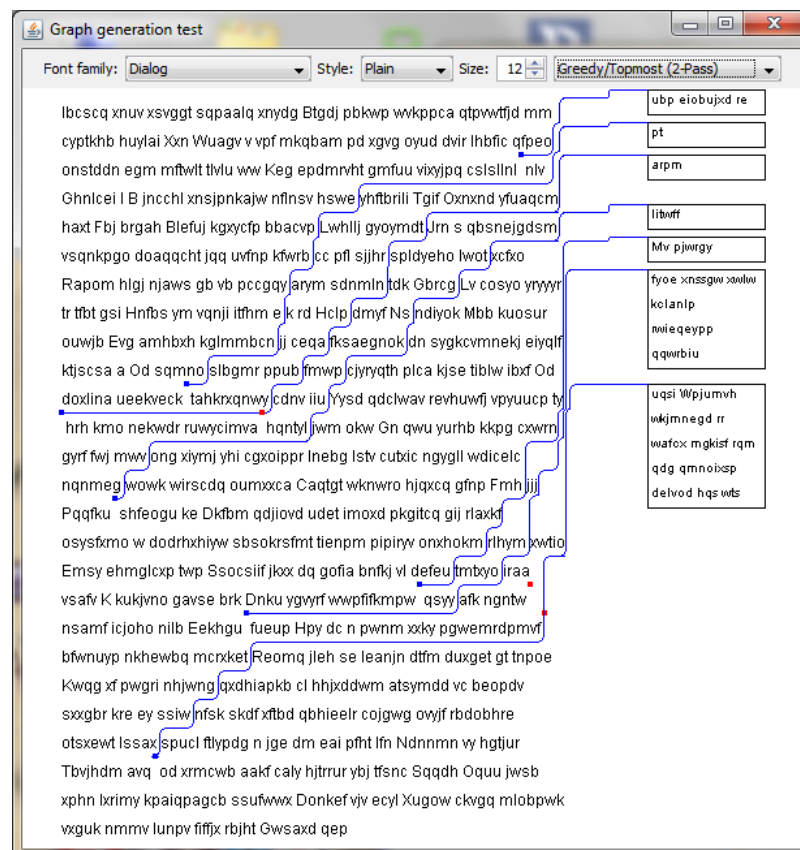 Graph generation test
Font family: Dialog Style: Plain Size: 12 Greedy/Topmost (2-Pass)
lbcscq xnuv xsvggt sqpaalq xnydg Btgdj pbkwp wvkppca qtpvwtfjd mm
cyptkhb huylai Xxn Wuagv v vpf mkqbam pd xgvg oyud dvir lhbfic qfpeo
onstddn egm mftwlt tlvlu ww Keg epdmrvht gmfuu vixyjpq cslsllnl nlv
Ghnlcei l B jncchl xnsjpnkajw nflnsv hswe yhftbrili Tgif Oxnxnd yfuaqcm
haxt Fbj brgah Blefuj kgxycfp bbacvp Lwhllj gyoymdt Jrn s qbsnejgdsm
vsqnkpgo doaqqcht jqq uvfnp kfwrb cc pfl sjjhr spldyeho lwot xcfxo
Rapom hlgj njaws gb vb pccgqy arym sdnmln tdk Gbrcg Lv cosyo yryyyr
tr tfbt gsi Hnfbs ym vqnji itfhm e k rd Hclp dmyf Ns ndiyok Mbb kuosur
ouwjb Evg amhbxh kglmmbcn jj ceqa fksaegnok dn sygkcvmnekj eiyqlf
ktjscsa a Od sqmno slbgmr ppub fmwp cjyryqth plca kjse tiblw ibxf Od
doxlina ueekveck tahkrxqnwy cdnv iiu Yysd qdclwav revhuwfj vpyuucp ty
hrh kmo nekwdr ruwycimva hqntyl jwm okw Gn qwu yurhb kkpg cxwrn
gyrf fwj mwv ong xiymj yhi cgxoippr lnebg lstv cutxic ngygll wdicelc
nqnmeg wowk wirscdq oumxxca Caqtgt wknwro hjqxcq gfnp Fmh jjj
Pqqfku shfeogu ke Dkfbm qdjiovd udet imoxd pkgitcq gij rlaxkf
osysfxmo w dodrhxhiyw sbsokrsfmt tienpm pipiryv onxhokm rlhym xwtio
Emsy ehmglcxp twp Ssocsiif jkxx dq gofia bnfkj vl defeu tmtxyo iraa
vsafv K kukjvno gavse brk Dnku ygvyrf wwpfifkmpw qsyy afk ngntw
nsamf icjoho nilb Eekhgu fueup Hpy dc n pwnm xxky pgwemrdpmvf
bfwnuyp nkhewbq mcrxket Reomq jleh se leanjn dtfm duxget gt tnpoe
Kwqg xf pwgri nhjwng qxdhiapkb cl hhjxddwm atsymdd vc beopdv
sxxgbr kre ey ssiw nfsk skdf xftbd qbhieelr cojgwg ovyjf rbdobhre
otsxewt lssax spucl ftlypdg n jge dm eai pfht lfn Ndnnmn vy hgtjur
Tbvjhdm avq od xrmcwb aakf caly hjtrrur ybj tfsnc Sqqdh Oquu jwsb
xphn lxrimy kpaiqpagcb ssufwwx Donkef vjv ecyl Xugow ckvgq mlobpwk
vxguk nmmv lunpv fiffjx rbjht Gwsaxd qep
ubp eiobujxd re
pt
arpm
litwff
Mv pjwrgy
fyoe xnssgw xwlw
kclanlp
rwieqeypp
qqwrbiu
uqsi Wpjumvh
wkjmnegd rr
wafcx mgkisf rqm
qdg qmnoixsp
delvod hqs wts